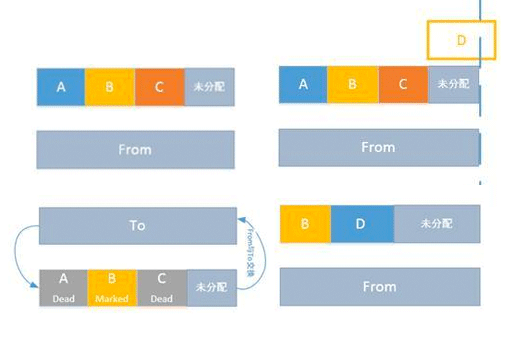 D
A B C 未分配
From
To
A B C 未分配
Dead Marked Dead
From与To交换
A B C 未分配
From
B D 未分配
From